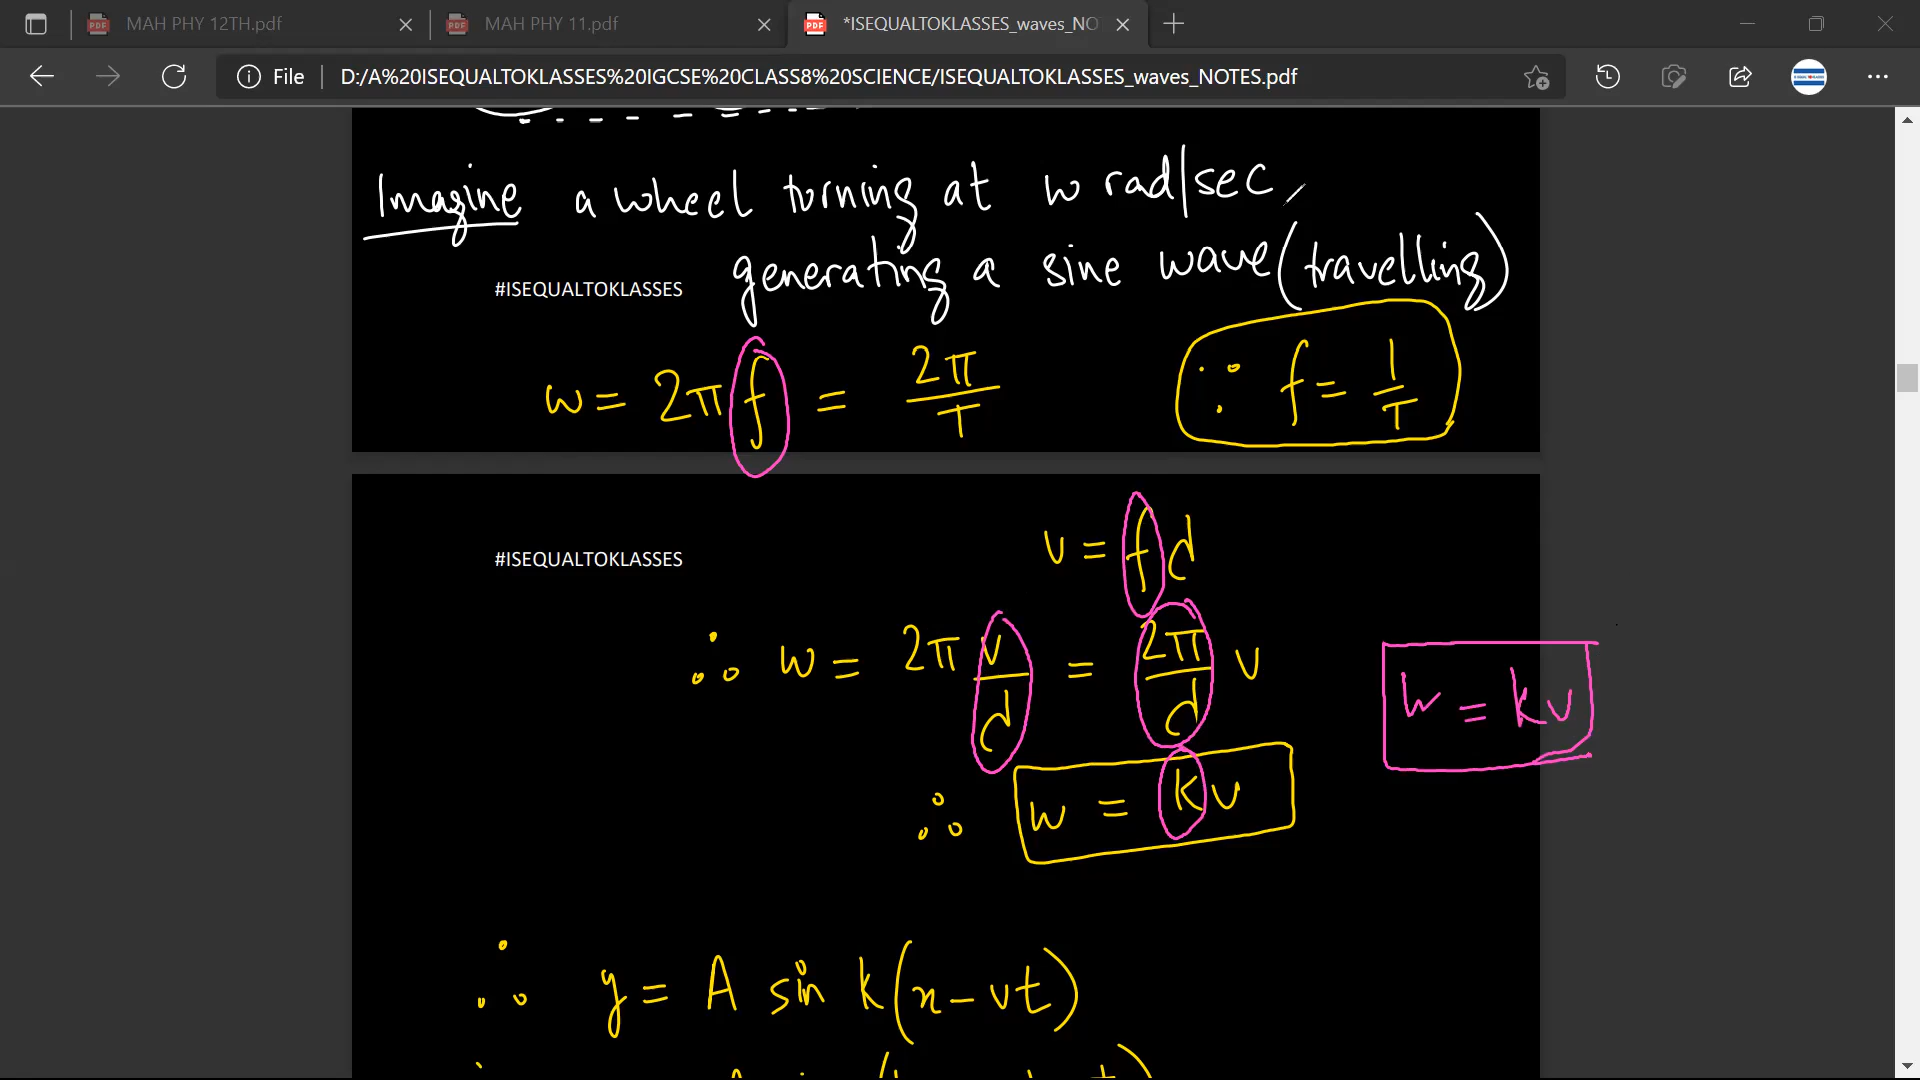 MAH PHY 12TH.pdf
MAH PHY 11.pdf
*ISEQUALTOKLASSES_waves_NO
File
D:/A%20ISEQUALTOKLASSES%20IGCSE%20CLASS8%20SCIENCE/ISEQUALTOKLASSES_waves_NOTES.pdf
Imagine a wheel turning at w rad/sec,
generating a sine wave (travelling)
#ISEQUALTOKLASSES
w = 2π f = 2π/T ∵ f = 1/T
#ISEQUALTOKLASSES
v = fd
∴ w = 2π v/d = 2π/d v
w = kv
∴ w = kv
∴ y = A sin k(x - vt)